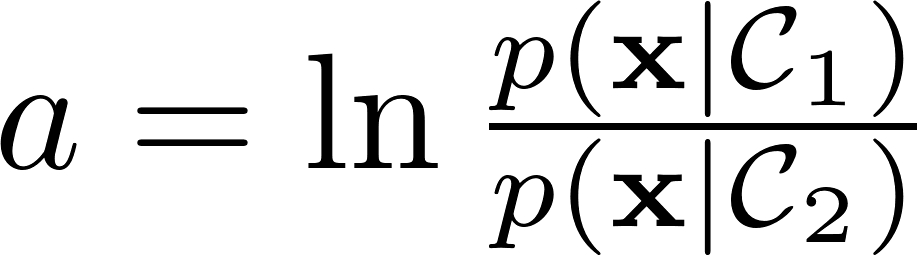 a = ln p(x|C1) / p(x|C2)